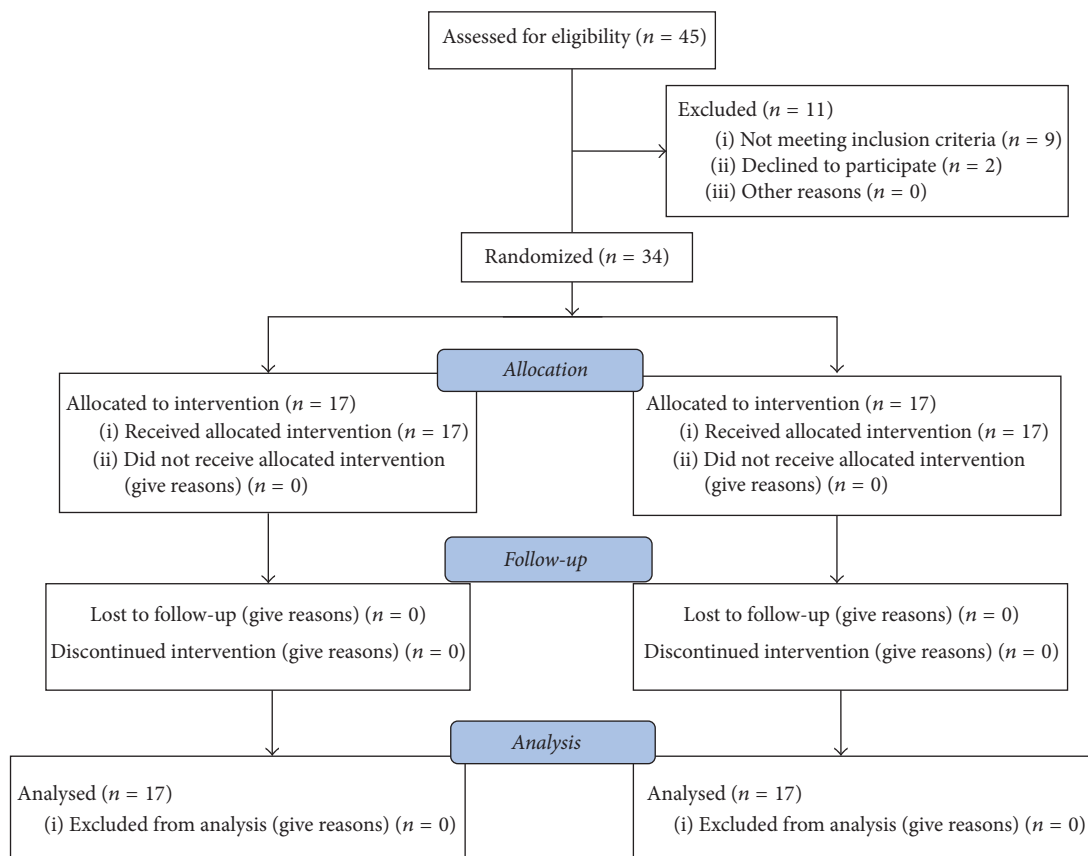 Assessed for eligibility (n = 45)
Excluded (n = 11)
(i) Not meeting inclusion criteria (n = 9)
(ii) Declined to participate (n = 2)
(iii) Other reasons (n = 0)
Randomized (n = 34)
Allocation
Allocated to intervention (n = 17)
(i) Received allocated intervention (n = 17)
(ii) Did not receive allocated intervention
(give reasons) (n = 0)
Allocated to intervention (n = 17)
(i) Received allocated intervention (n = 17)
(ii) Did not receive allocated intervention
(give reasons) (n = 0)
Follow-up
Lost to follow-up (give reasons) (n = 0)
Discontinued intervention (give reasons) (n = 0)
Lost to follow-up (give reasons) (n = 0)
Discontinued intervention (give reasons) (n = 0)
Analysis
Analysed (n = 17)
(i) Excluded from analysis (give reasons) (n = 0)
Analysed (n = 17)
(i) Excluded from analysis (give reasons) (n = 0)